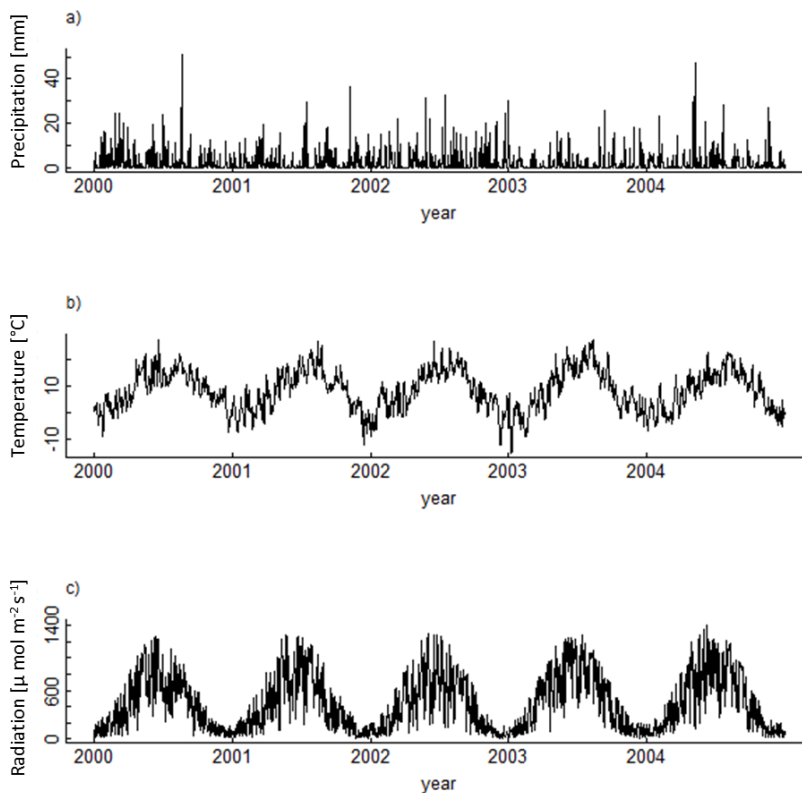 a)
Precipitation [mm]
40
20
0
2000 2001 2002 2003 2004
year
b)
Temperature [°C]
10
-10
2000 2001 2002 2003 2004
year
c)
Radiation [µ mol m⁻² s⁻¹]
1400
600
0
2000 2001 2002 2003 2004
year